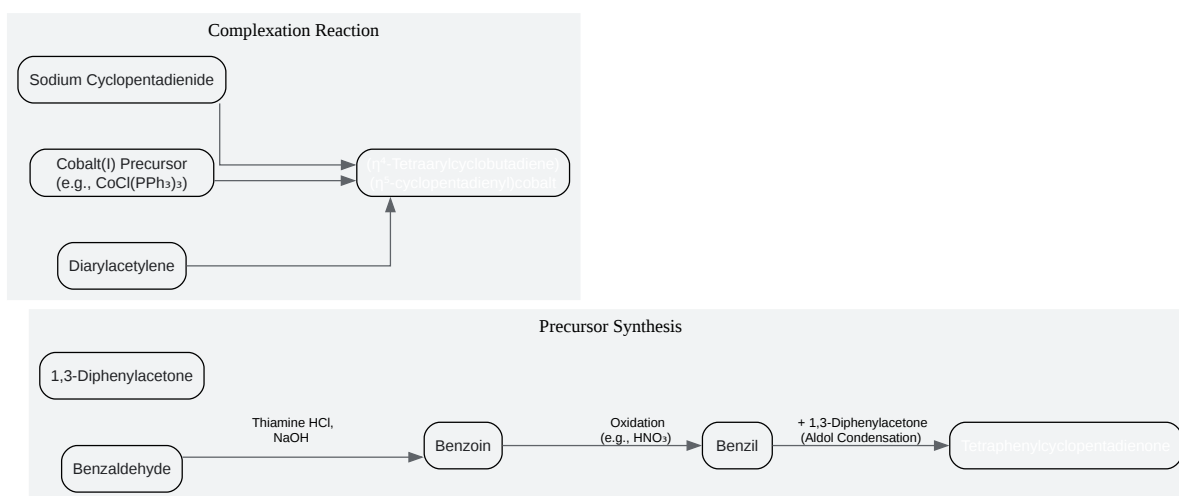 Complexation Reaction
Sodium Cyclopentadienide
Cobalt(I) Precursor
(e.g., CoCl(PPh₃)₃)
(η⁴-Tetraarylcyclobutadiene)
(η⁵-cyclopentadienyl)cobalt
Diarylacetylene
Precursor Synthesis
1,3-Diphenylacetone
Thiamine HCl,
NaOH
Oxidation
(e.g., HNO₃)
+ 1,3-Diphenylacetone
(Aldol Condensation)
Benzaldehyde
Benzoin
Benzil
Tetraphenylcyclopentadienone